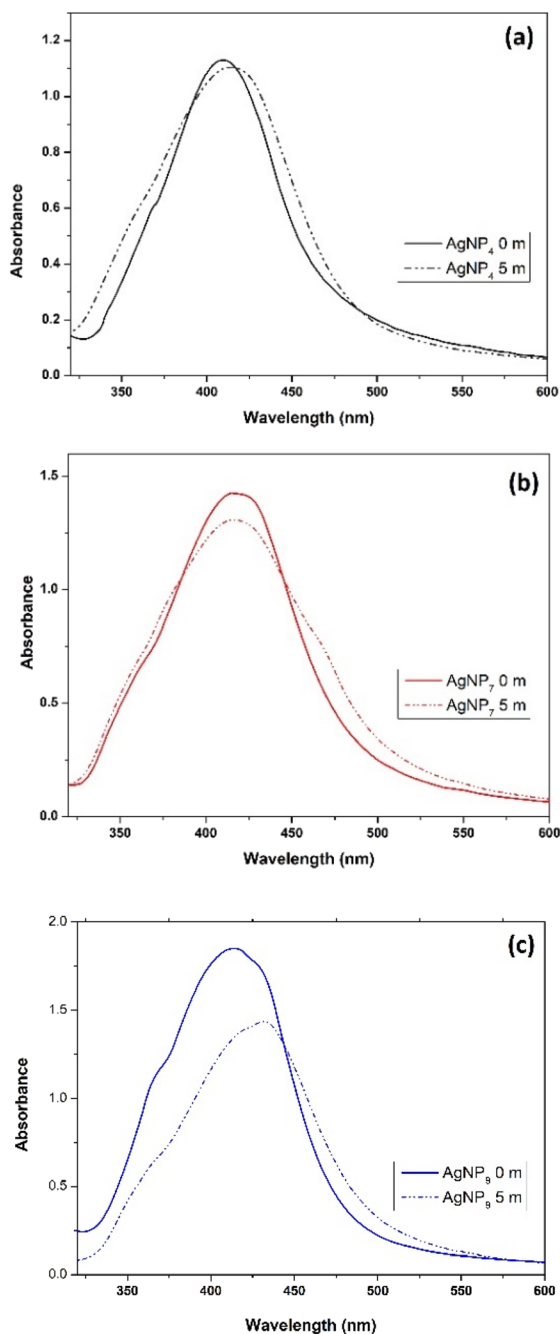 (a)
1.2
1.0
0.8
0.6
0.4
0.2
0.0
Absorbance
AgNP₄ 0 m
AgNP₄ 5 m
350 400 450 500 550 600
Wavelength (nm)
(b)
1.5
1.0
0.5
0.0
Absorbance
AgNP₇ 0 m
AgNP₇ 5 m
350 400 450 500 550 600
Wavelength (nm)
(c)
2.0
1.5
1.0
0.5
0.0
Absorbance
AgNP₉ 0 m
AgNP₉ 5 m
350 400 450 500 550 600
Wavelength (nm)